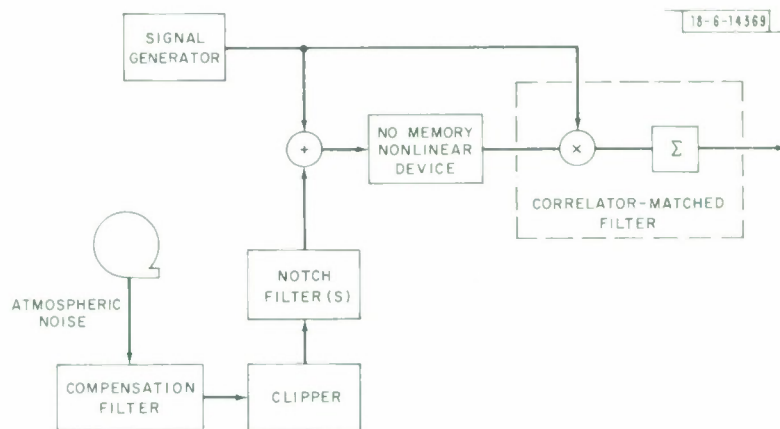 18-6-14369
SIGNAL
GENERATOR
+
NO MEMORY
NONLINEAR
DEVICE
×
Σ
CORRELATOR-MATCHED
FILTER
NOTCH
FILTER(S)
ATMOSPHERIC
NOISE
COMPENSATION
FILTER
CLIPPER